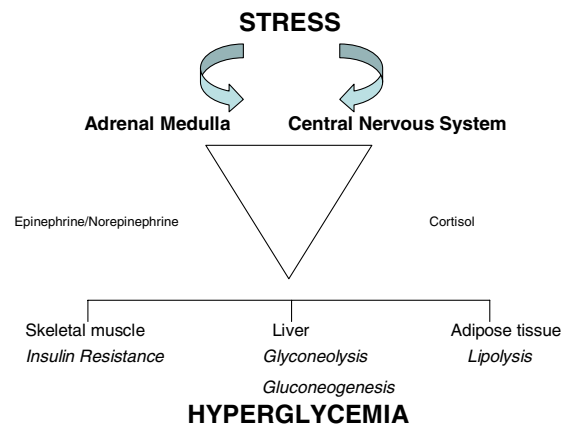 STRESS
Adrenal Medulla Central Nervous System
Epinephrine/Norepinephrine Cortisol
Skeletal muscle Liver Adipose tissue
Insulin Resistance Glyconeolysis Lipolysis
Gluconeogenesis
HYPERGLYCEMIA